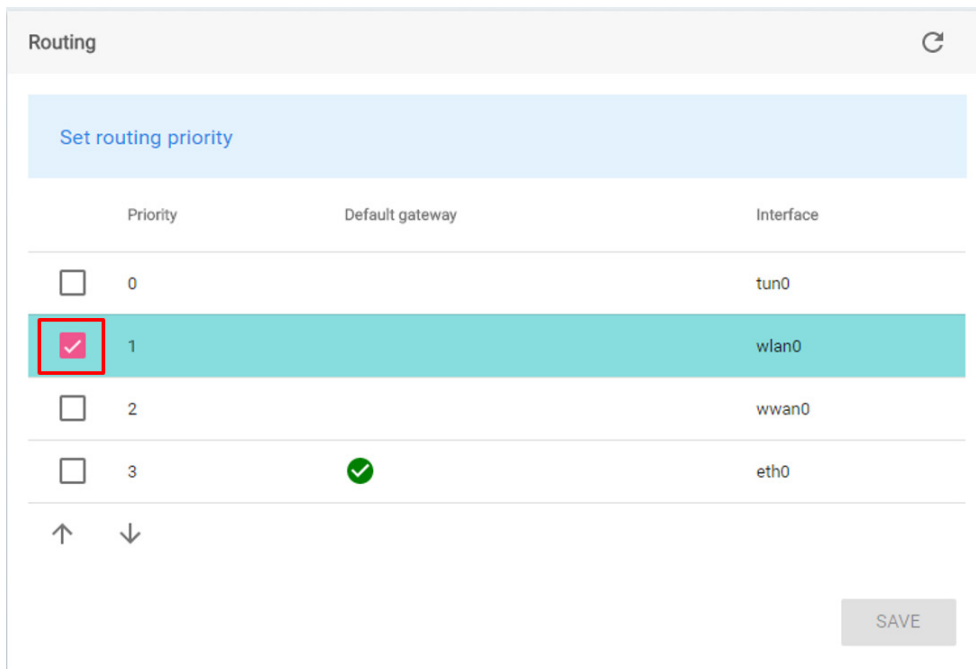 Routing
Set routing priority
Priority Default gateway Interface
0 tun0
1 wlan0
2 wwan0
3 eth0
SAVE